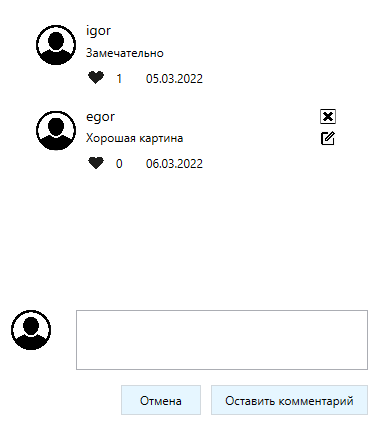 igor
Замечательно
1 05.03.2022
egor
Хорошая картина
0 06.03.2022
Отмена Оставить комментарий